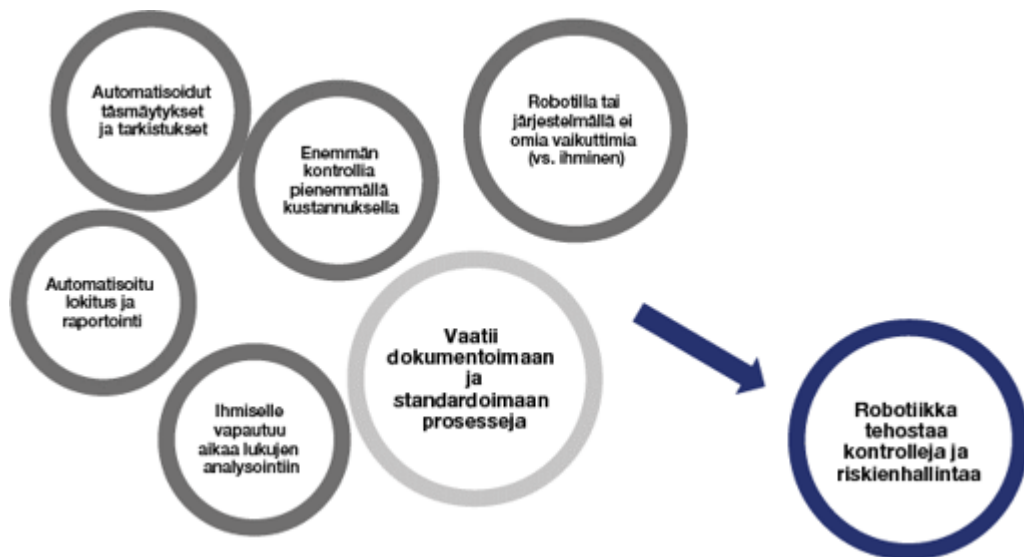 Automatisoidut
täsmäytykset
ja tarkistukset
Enemmän
kontrollia
pienemmällä
kustannuksella
Robotilla tai
järjestelmällä ei
omia vaikuttimia
(vs. ihminen)
Automatisoitu
lokitus ja
raportointi
Vaatii
dokumentoimaan
ja
standardoimaan
prosesseja
Ihmiselle
vapautuu
aikaa lukujen
analysointiin
Robotiikka
tehostaa
kontrolleja ja
riskienhallintaa